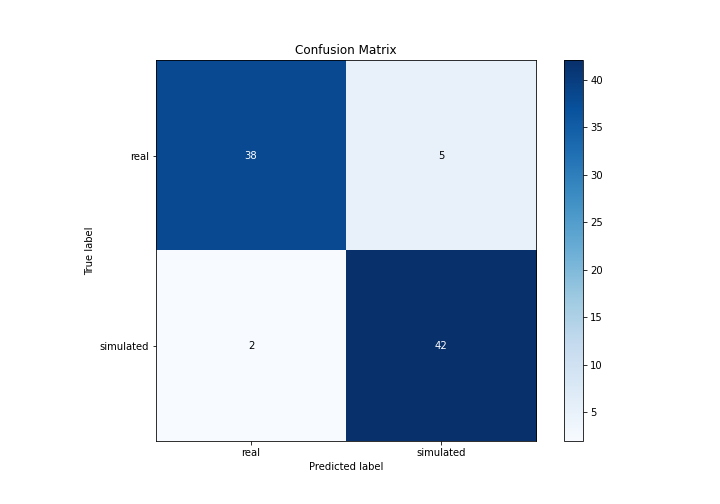 Confusion Matrix
True label
real
simulated
38
5
2
42
real
simulated
Predicted label
40
35
30
25
20
15
10
5